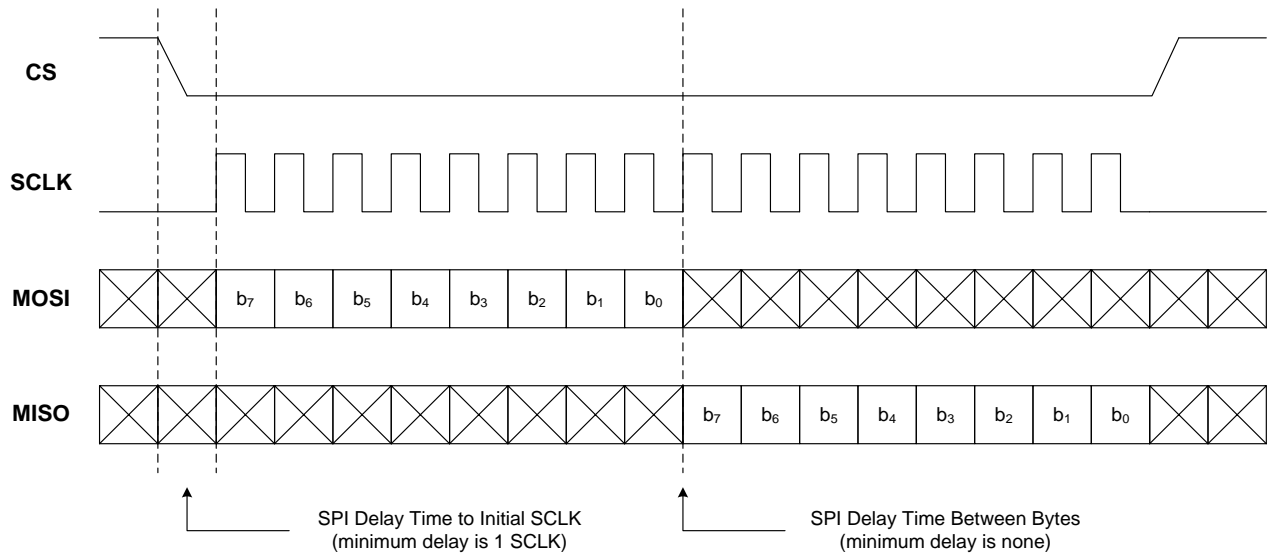 CS
SCLK
MOSI
b₇ b₆ b₅ b₄ b₃ b₂ b₁ b₀
MISO
b₇ b₆ b₅ b₄ b₃ b₂ b₁ b₀
SPI Delay Time to Initial SCLK
(minimum delay is 1 SCLK)
SPI Delay Time Between Bytes
(minimum delay is none)